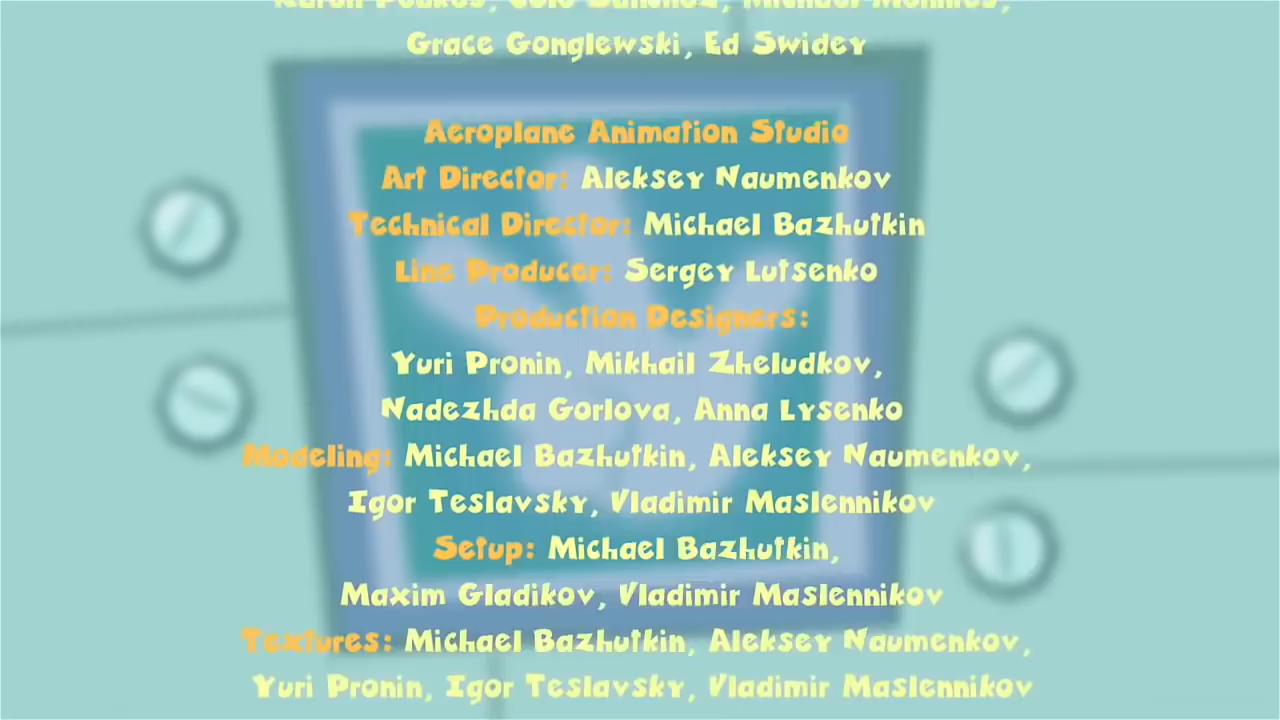 Grace Gonglewski, Ed Swidey
Aeroplane Animation Studio
Art Director: Aleksey Naumenkov
Technical Director: Michael Bazhutkin
Line Producer: Sergey Lutsenko
Production Designers:
Yuri Pronin, Mikhail Zheludkov,
Nadezhda Gorlova, Anna Lysenko
Modeling: Michael Bazhutkin, Aleksey Naumenkov,
Igor Teslavsky, Vladimir Maslennikov
Setup: Michael Bazhutkin,
Maxim Gladikov, Vladimir Maslennikov
Textures: Michael Bazhutkin, Aleksey Naumenkov,
Yuri Pronin, Igor Teslavsky, Vladimir Maslennikov